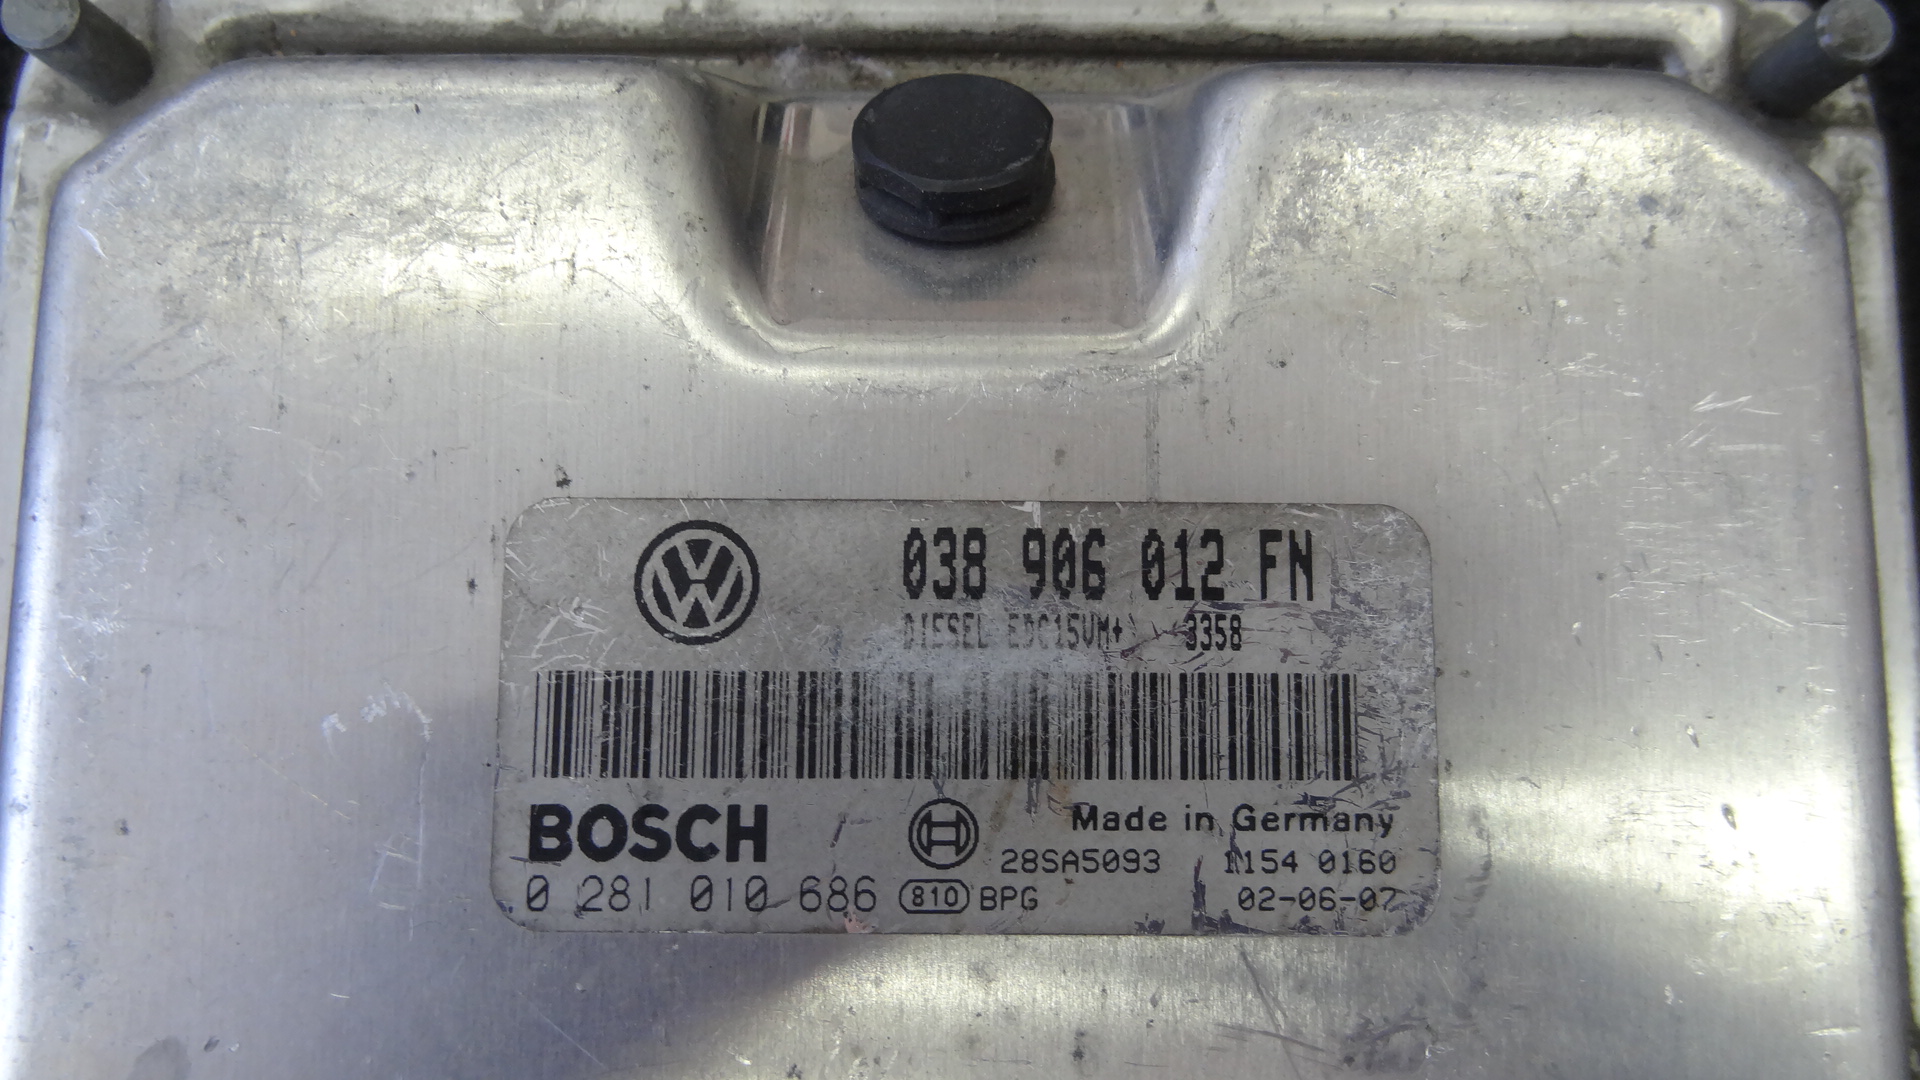 038 906 012 FN
DIESEL EDC15VM+ 3358
BOSCH
Made in Germany
28SA5093 1154 0160
0 281 010 686 810 BPG 02-06-07